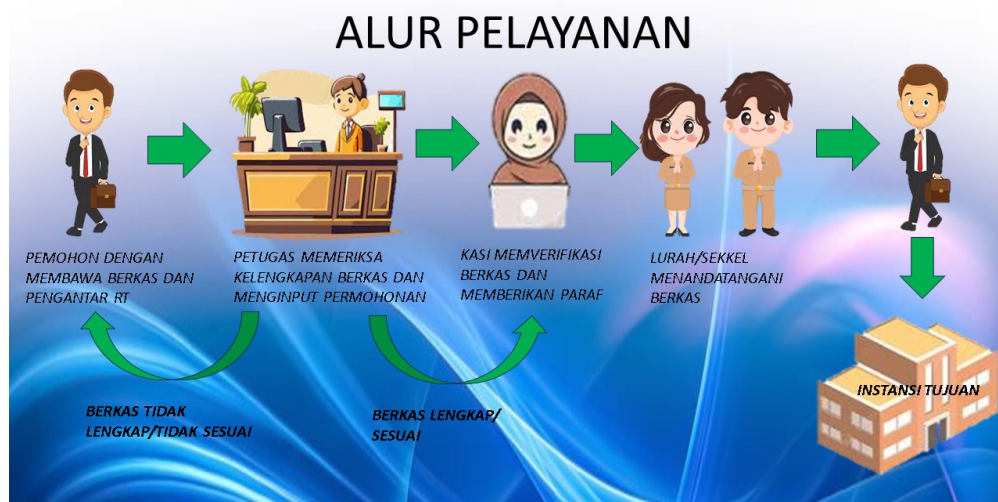 ALUR PELAYANAN
PEMOHON DENGAN
MEMBAWA BERKAS DAN
PENGANTAR RT
PETUGAS MEMERIKSA
KELENGKAPAN BERKAS DAN
MENGINPUT PERMOHONAN
KASI MEMVERIFIKASI
BERKAS DAN
MEMBERIKAN PARAF
LURAH/SEKKEL
MENANDATANGANI
BERKAS
BERKAS TIDAK
LENGKAP/TIDAK SESUAI
BERKAS LENGKAP/
SESUAI
INSTANSI TUJUAN